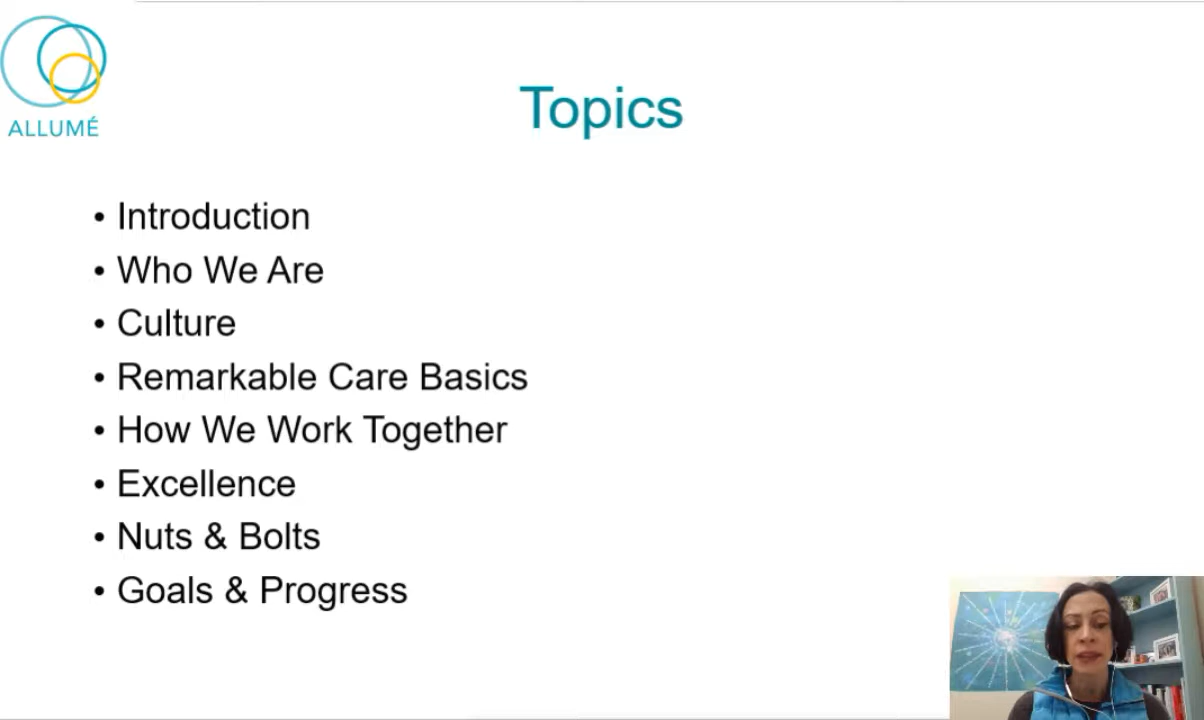 ALLUMÉ
Topics
• Introduction
• Who We Are
• Culture
• Remarkable Care Basics
• How We Work Together
• Excellence
• Nuts & Bolts
• Goals & Progress